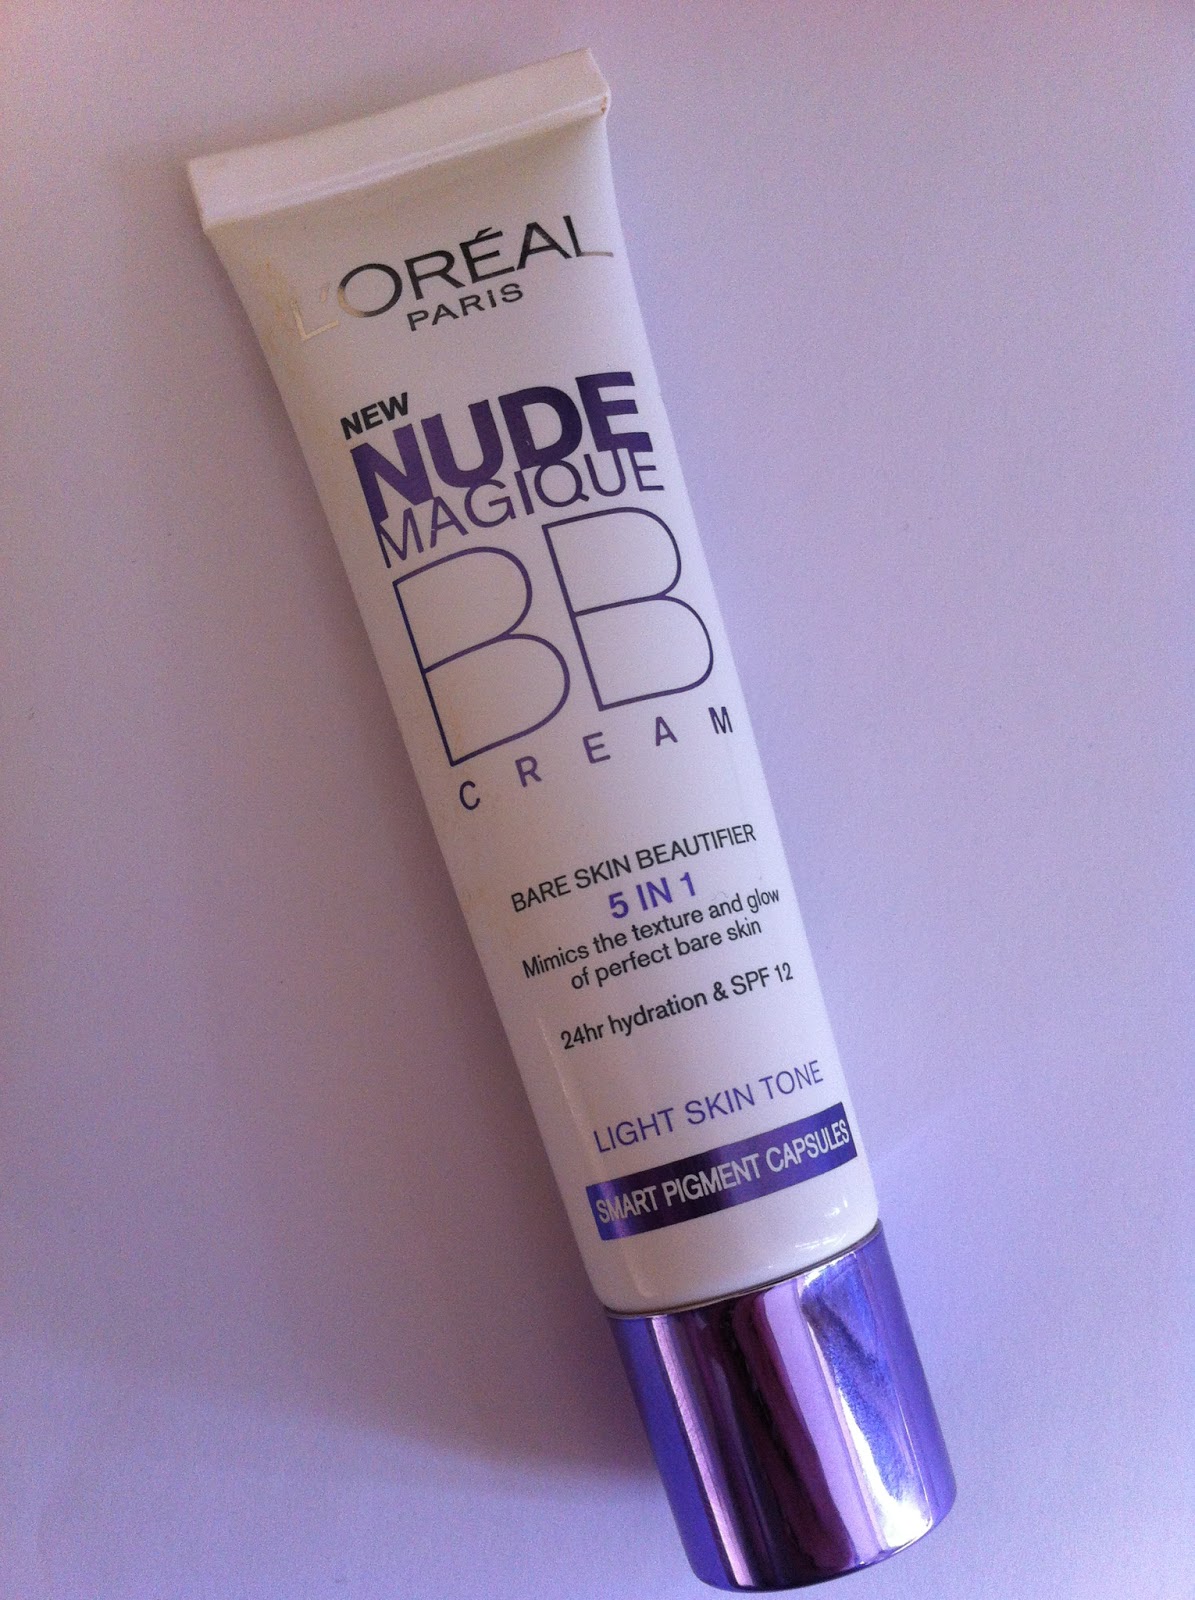 L'ORÉAL
PARIS
NEW
NUDE
MAGIQUE
BB
CREAM
BARE SKIN BEAUTIFIER
5 IN 1
Mimics the texture and glow
of perfect bare skin
24hr hydration & SPF 12
LIGHT SKIN TONE
SMART PIGMENT CAPSULES